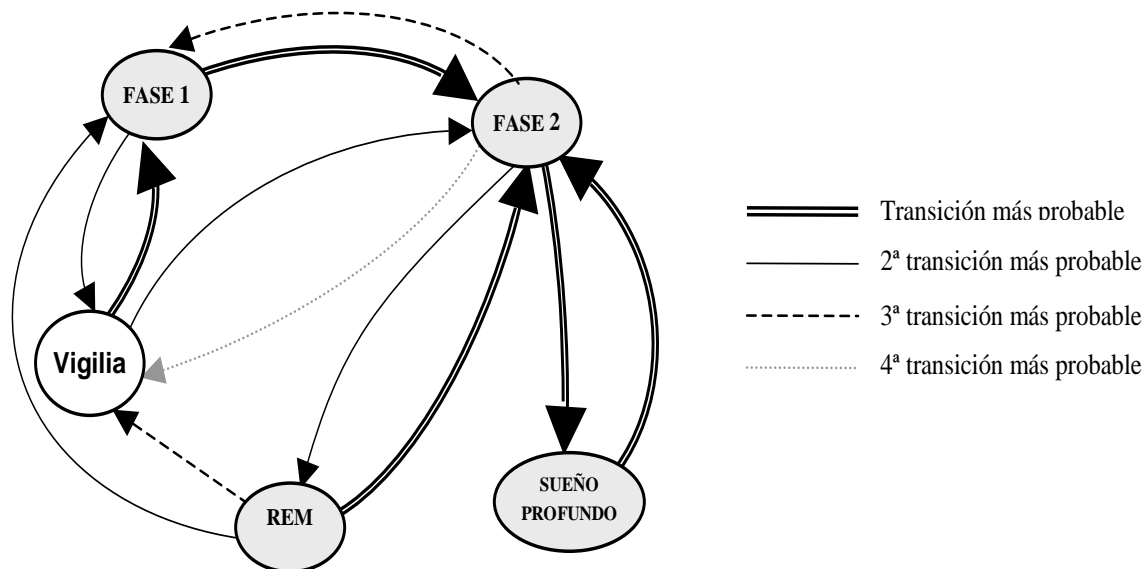 FASE 1
FASE 2
Vigilia
REM
SUEÑO
PROFUNDO
Transición más probable
2ª transición más probable
3ª transición más probable
4ª transición más probable